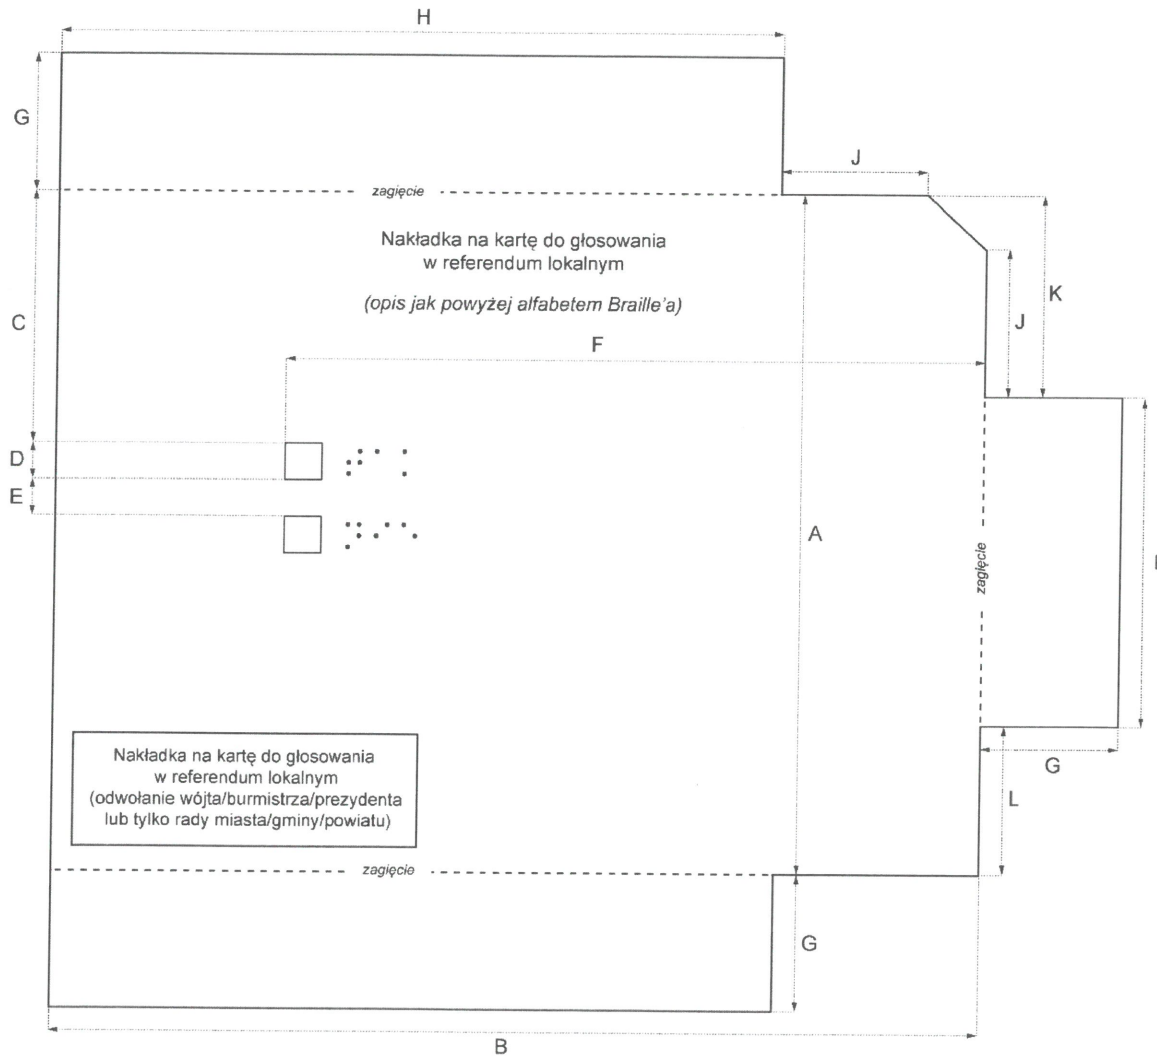 H
G
J
zagięcie
Nakładka na kartę do głosowania
w referendum lokalnym
(opis jak powyżej alfabetem Braille'a)
K
C
J
F
D
⠞⠁⠅
E
⠝⠊⠑
A
zagięcie
Nakładka na kartę do głosowania
w referendum lokalnym
(odwołanie wójta/burmistrza/prezydenta
lub tylko rady miasta/gminy/powiatu)
G
L
zagięcie
G
B